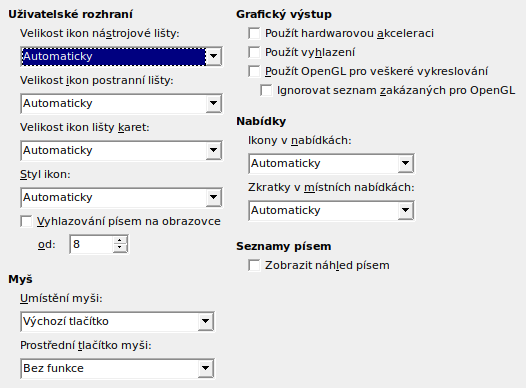 Uživatelské rozhraní
Velikost ikon nástrojové lišty:
Automaticky
Velikost ikon postranní lišty:
Automaticky
Velikost ikon lišty karet:
Automaticky
Styl ikon:
Automaticky
Vyhlazování písem na obrazovce
od:
8
Myš
Umístění myši:
Výchozí tlačítko
Prostřední tlačítko myši:
Bez funkce
Grafický výstup
Použít hardwarovou akceleraci
Použít vyhlazení
Použít OpenGL pro veškeré vykreslování
Ignorovat seznam zakázaných pro OpenGL
Nabídky
Ikony v nabídkách:
Automaticky
Zkratky v místních nabídkách:
Automaticky
Seznamy písem
Zobrazit náhled písem